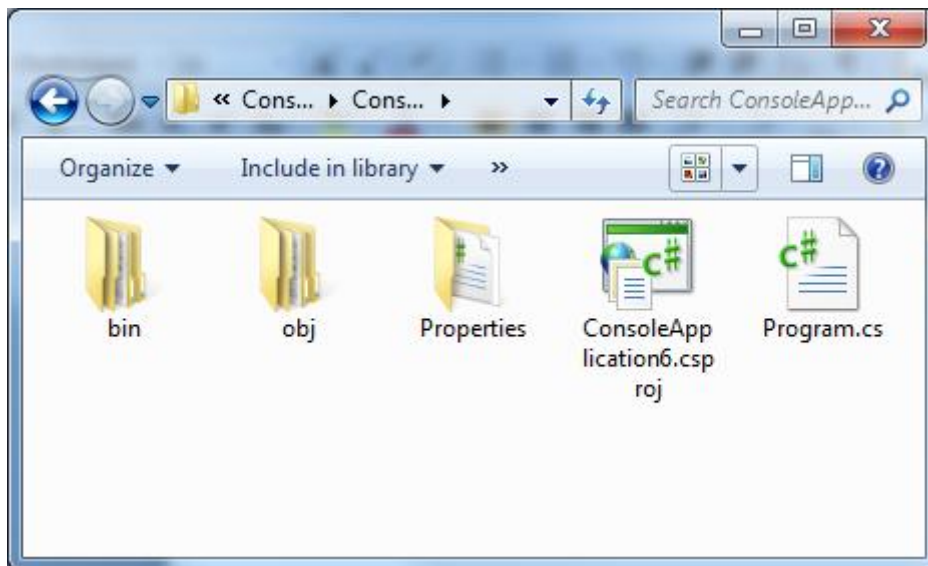 « Cons... ▸ Cons... ▸
Search ConsoleApp...
Organize ▾
Include in library ▾
»
bin
obj
Properties
ConsoleApp
lication6.csp
roj
Program.cs
C#
C#